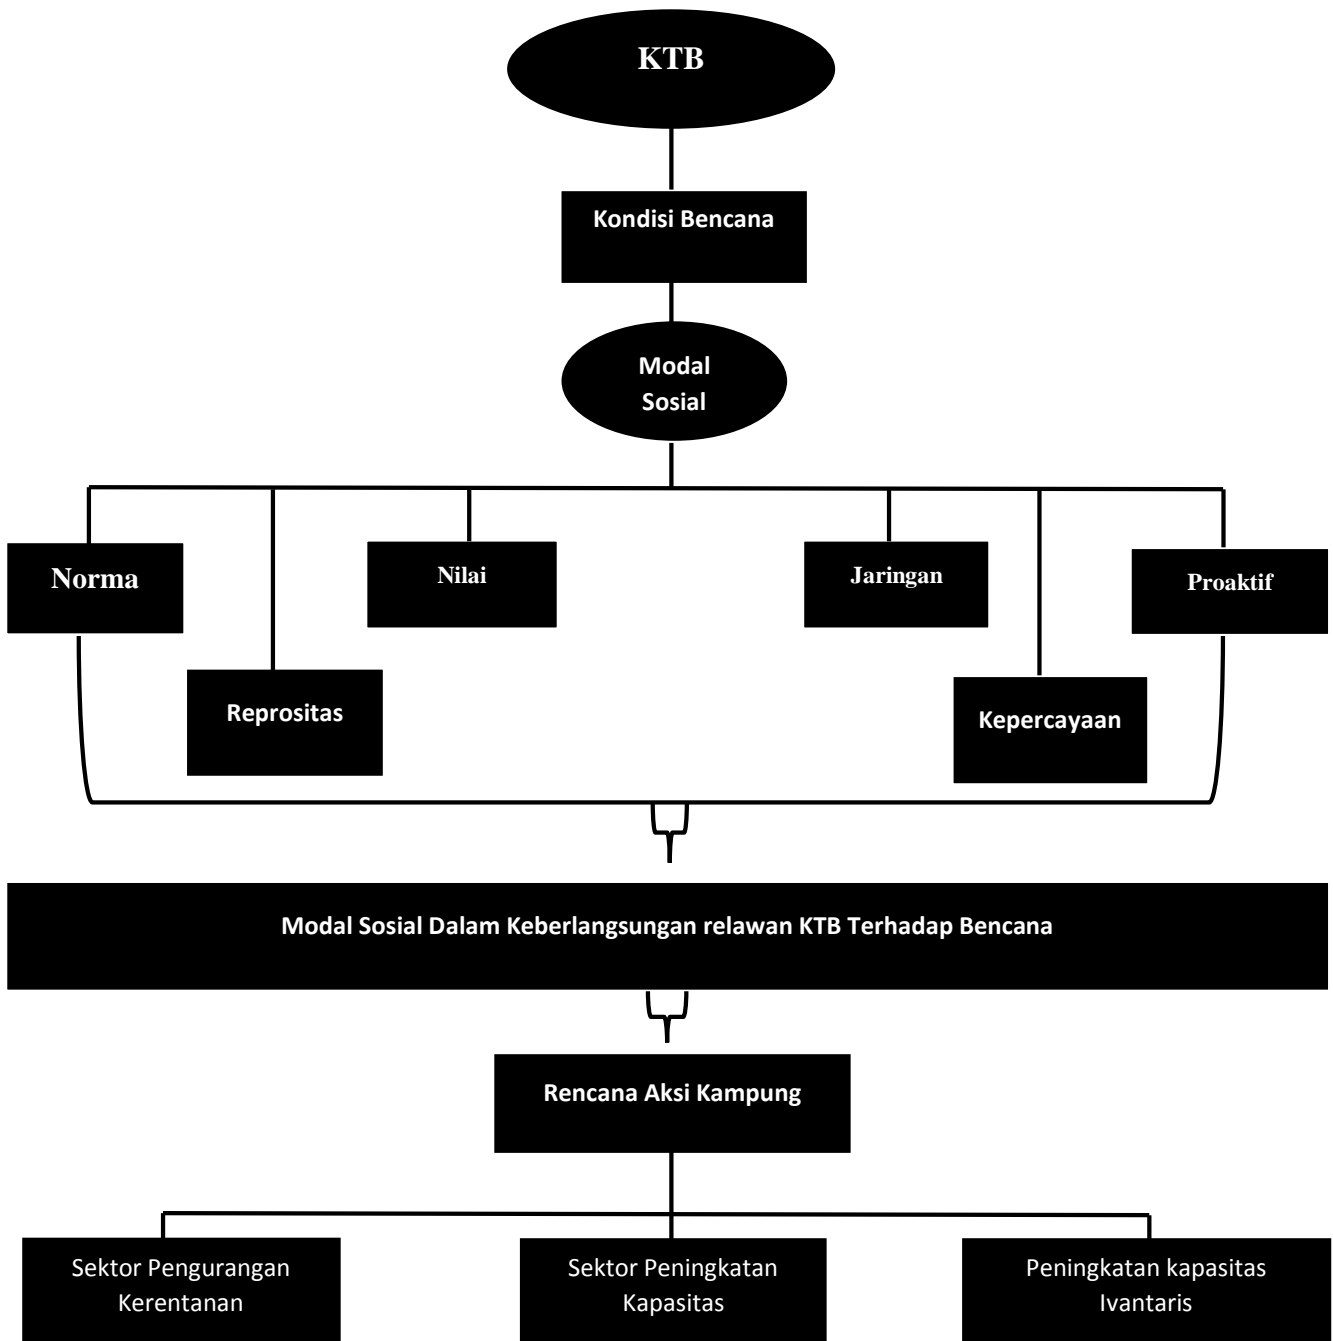 KTB
Kondisi Bencana
Modal
Sosial
Norma
Nilai
Jaringan
Proaktif
Reprositas
Kepercayaan
Modal Sosial Dalam Keberlangsungan relawan KTB Terhadap Bencana
Rencana Aksi Kampung
Sektor Pengurangan
Kerentanan
Sektor Peningkatan
Kapasitas
Peningkatan kapasitas
Ivantaris